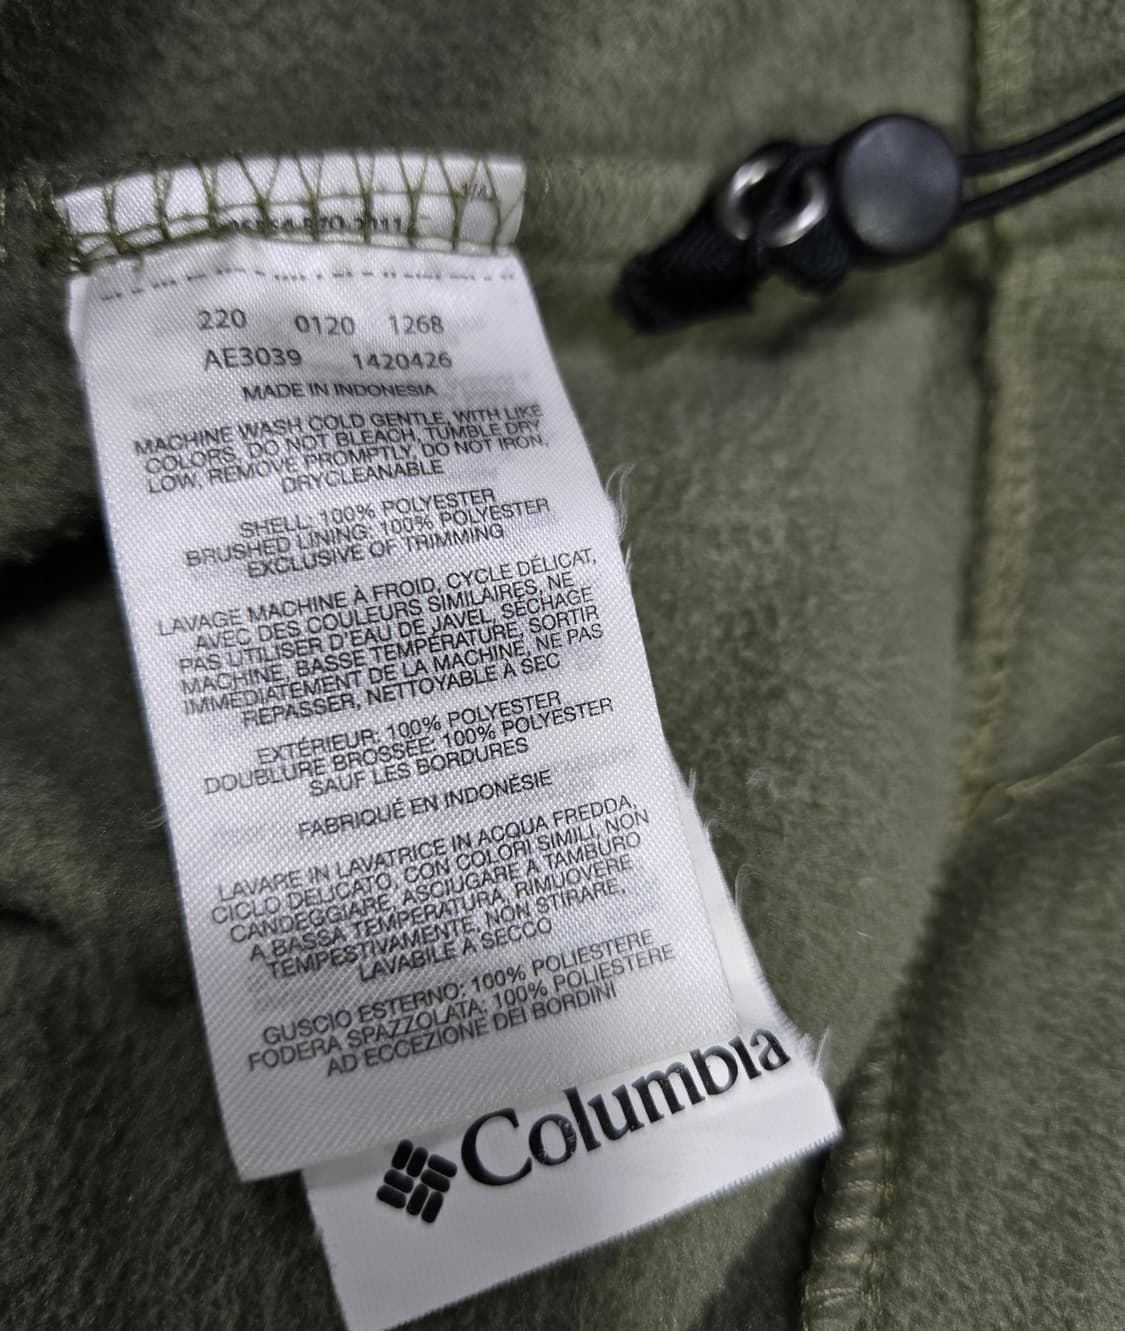 220 0120 1268
AE3039 1420426
MADE IN INDONESIA
MACHINE WASH COLD GENTLE, WITH LIKE
COLORS, DO NOT BLEACH, TUMBLE DRY
LOW, REMOVE PROMPTLY, DO NOT IRON,
DRYCLEANABLE
SHELL: 100% POLYESTER
BRUSHED LINING: 100% POLYESTER
EXCLUSIVE OF TRIMMING
LAVAGE MACHINE À FROID, CYCLE DÉLICAT,
AVEC DES COULEURS SIMILAIRES, NE
PAS UTILISER D'EAU DE JAVEL, SÉCHAGE
MACHINE, BASSE TEMPÉRATURE, SORTIR
IMMÉDIATEMENT DE LA MACHINE, NE PAS
REPASSER, NETTOYABLE À SEC
EXTÉRIEUR: 100% POLYESTER
DOUBLURE BROSSÉE: 100% POLYESTER
SAUF LES BORDURES
FABRIQUÉ EN INDONÉSIE
LAVARE IN LAVATRICE IN ACQUA FREDDA,
CICLO DELICATO, CON COLORI SIMILI, NON
CANDEGGIARE, ASCIUGARE A TAMBURO
A BASSA TEMPERATURA, RIMUOVERE
TEMPESTIVAMENTE, NON STIRARE,
LAVABILE A SECCO
GUSCIO ESTERNO: 100% POLIESTERE
FODERA SPAZZOLATA: 100% POLIESTERE
AD ECCEZIONE DEI BORDINI
Columbia